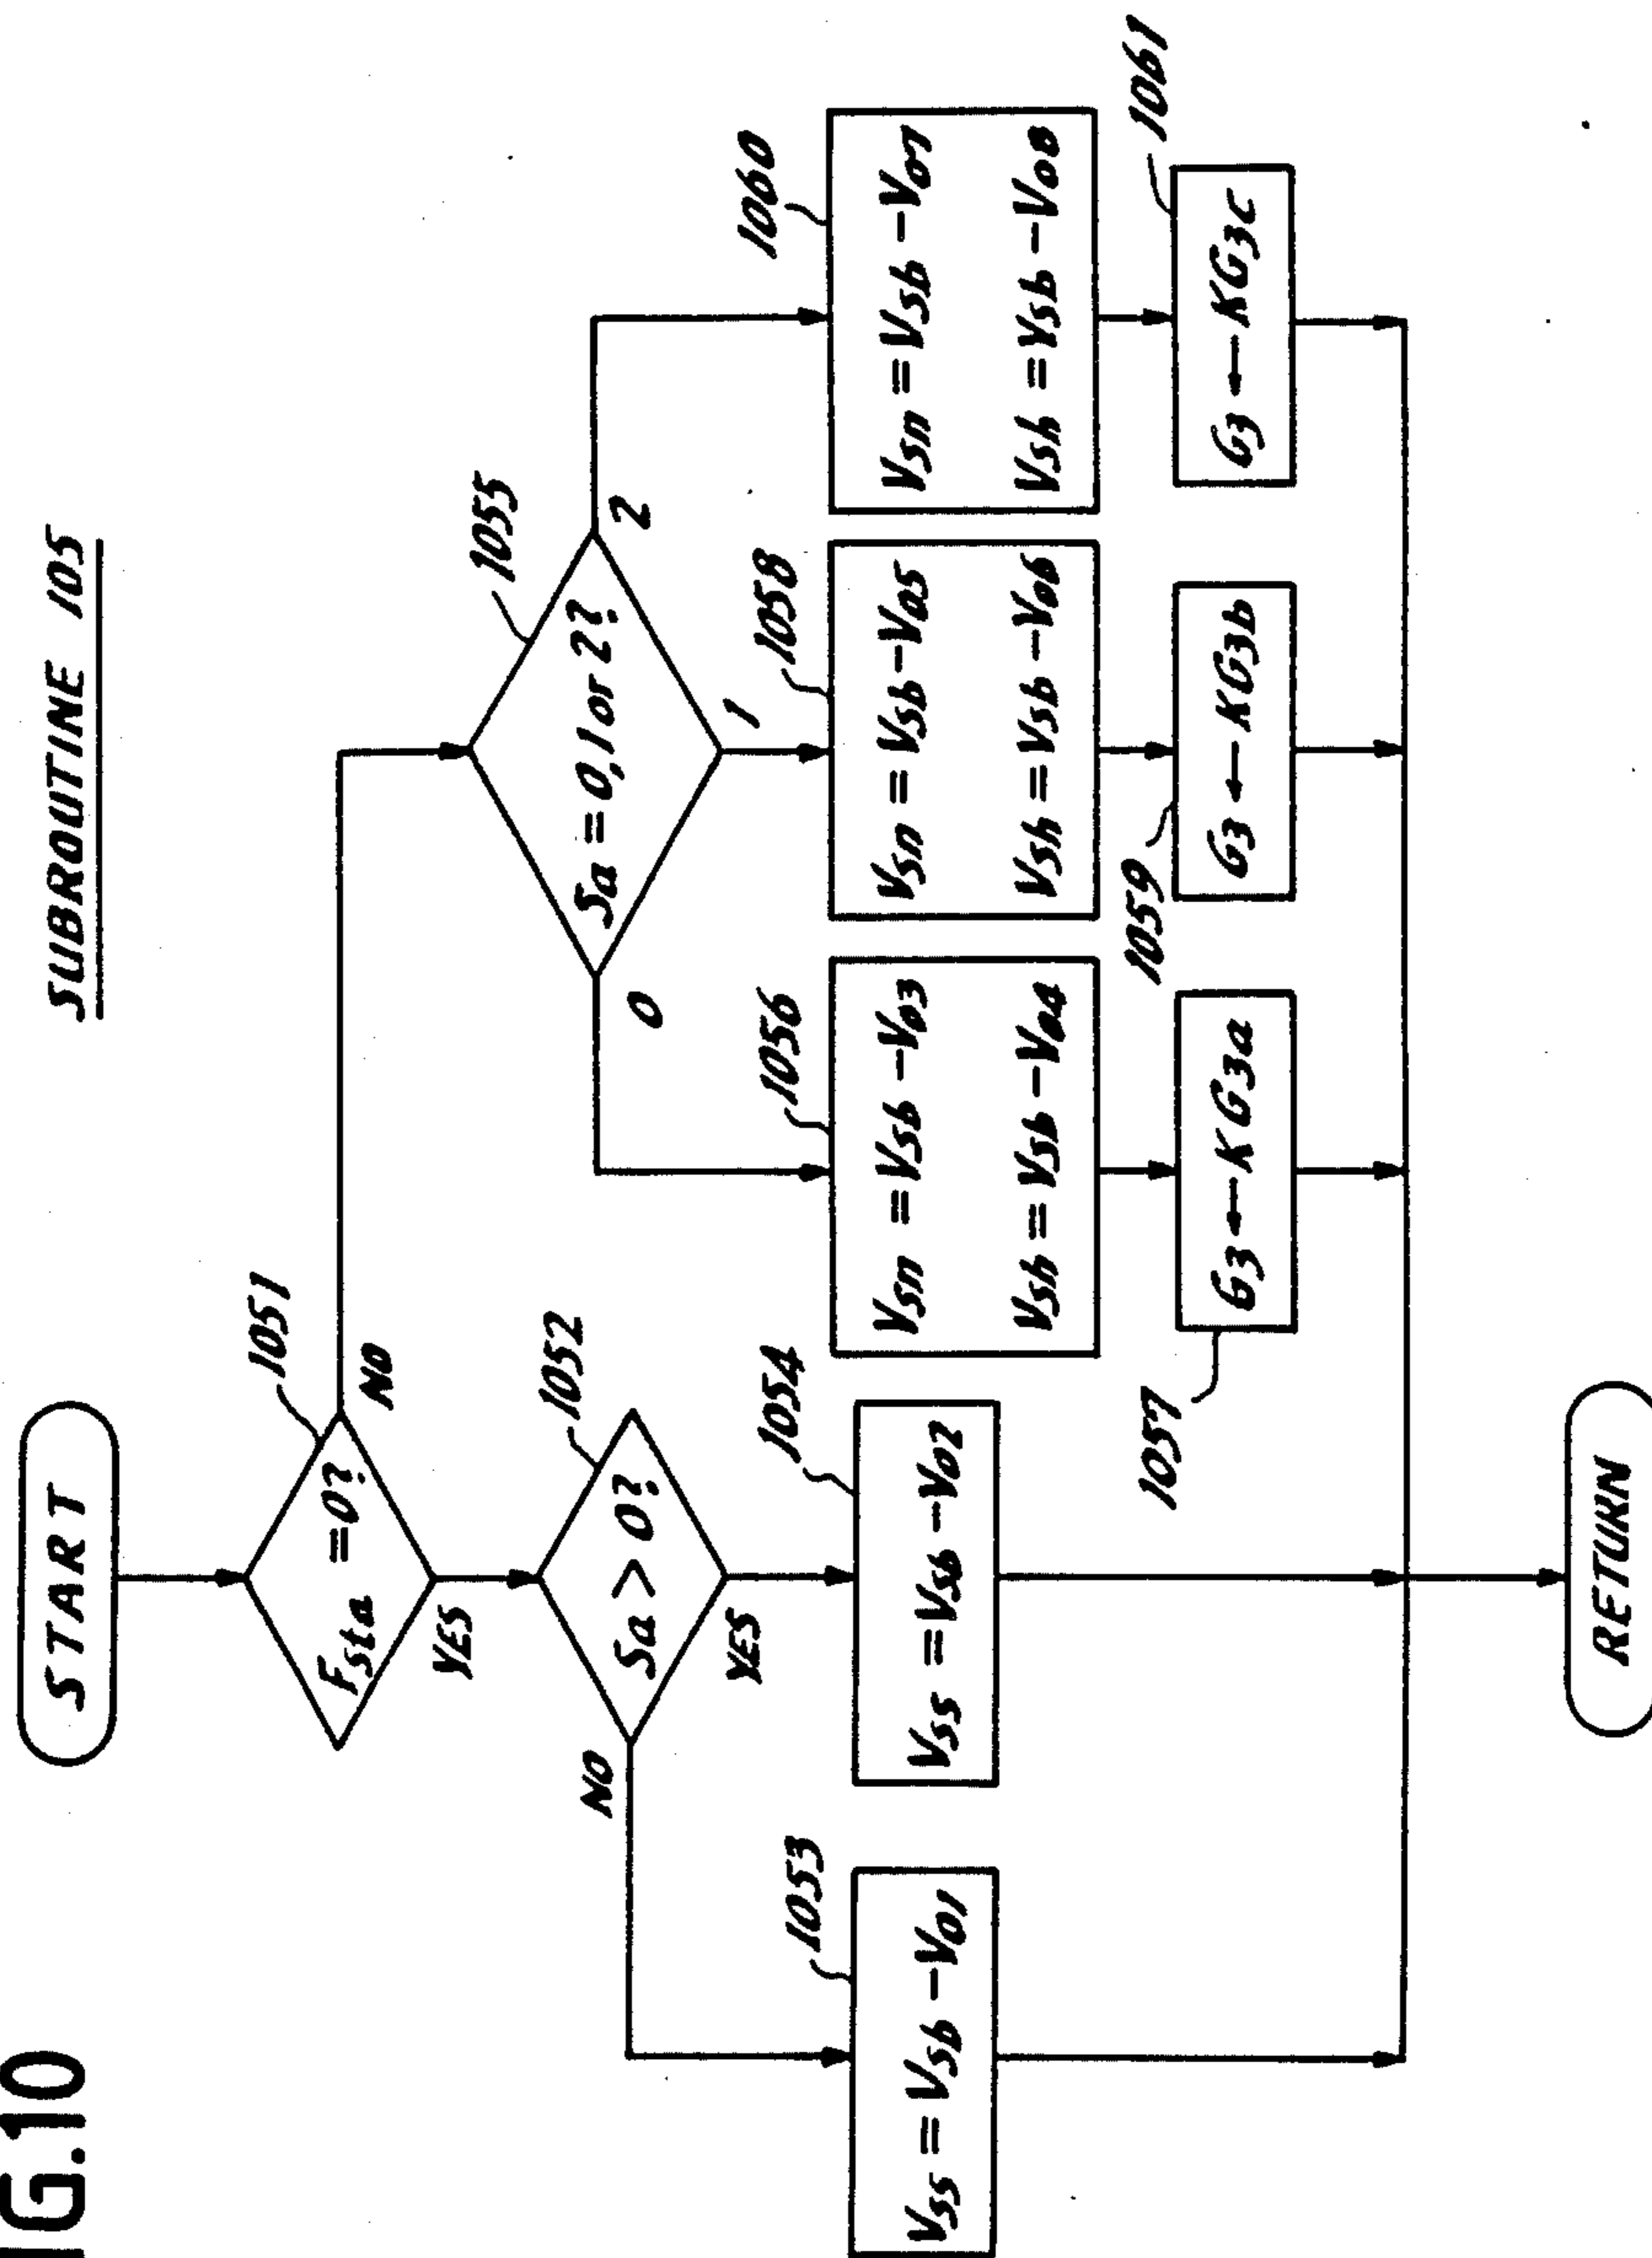 IG.10
SUBROUTINE 105
START
1051
Fsta = 0?
NO
YES
1052
Sa > 0?
NO
YES
1055
Sa = 0, 1 or 2?
0
1
2
1053
Vss = Vsb - Vo1
1054
Vss = Vsb - Vo2
1056
Vsn = Vsb - Vo3
Vsh = Vsb - Vo4
1058
Vsn = Vsb - Vo5
Vsh = Vsb - Vo6
1060
Vsn = Vsb - Vo7
Vsh = Vsb - Vo8
1057
G3 ← KG3a
1059
G3 ← KG3b
1061
G3 ← KG3c
RETURN